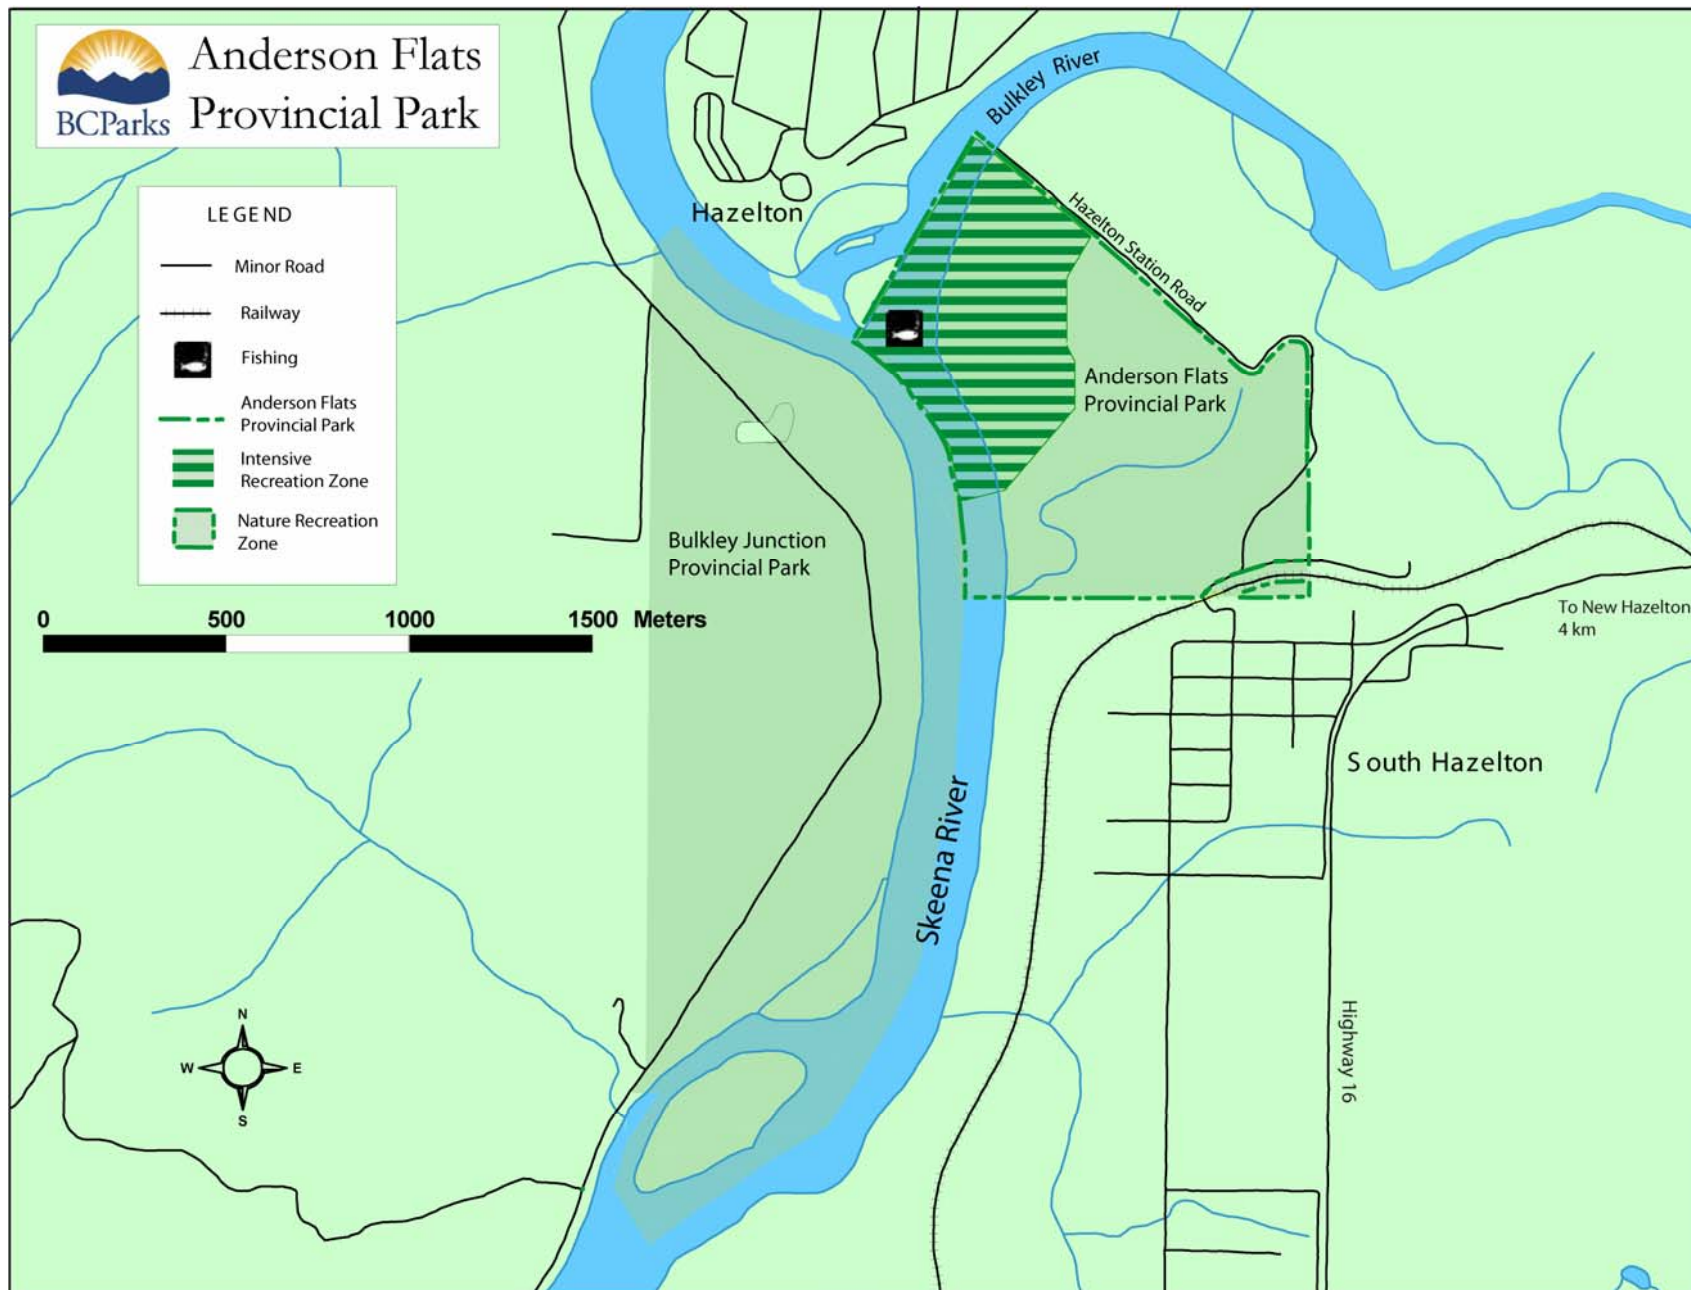 BCParks
Anderson Flats
Provincial Park
LEGEND
Minor Road
Railway
Fishing
Anderson Flats
Provincial Park
Intensive
Recreation Zone
Nature Recreation
Zone
0 500 1000 1500 Meters
Hazelton
Bulkley River
Hazelton Station Road
Anderson Flats
Provincial Park
Bulkley Junction
Provincial Park
To New Hazelton
4 km
South Hazelton
Skeena River
Highway 16
N
W E
S